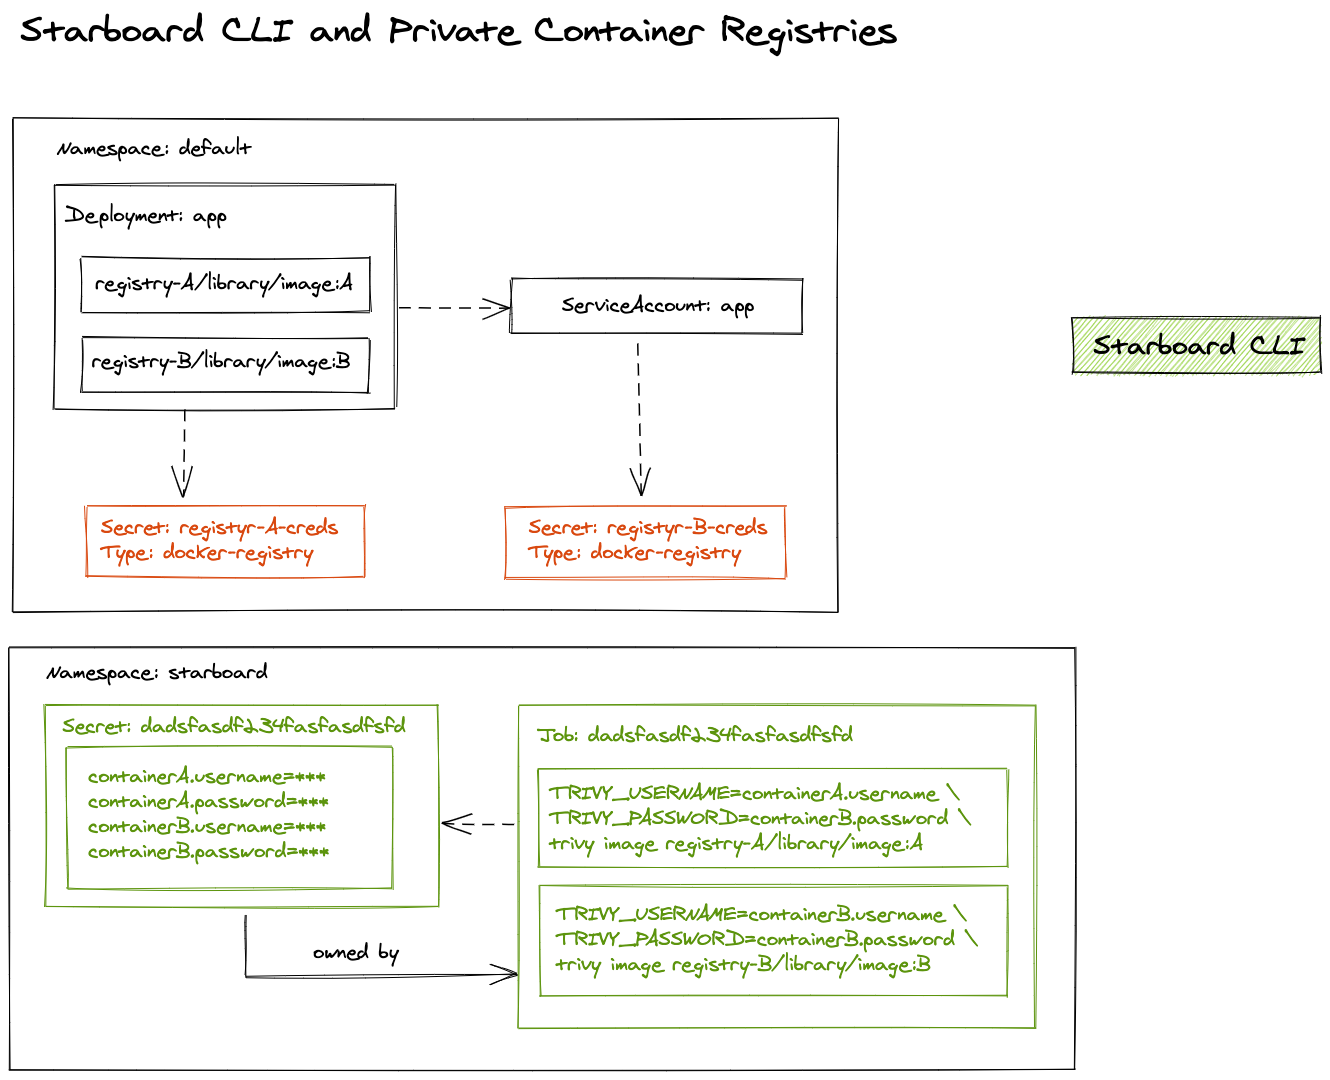 Starboard CLI and Private Container Registries
Namespace: default
Deployment: app
registry-A/library/image:A
registry-B/library/image:B
ServiceAccount: app
Starboard CLI
Secret: registyr-A-creds
Type: docker-registry
Secret: registyr-B-creds
Type: docker-registry
Namespace: starboard
Secret: dadsfasdf234fasfasdfsfd
containerA.username=***
containerA.password=***
containerB.username=***
containerB.password=***
Job: dadsfasdf234fasfasdfsfd
TRIVY_USERNAME=containerA.username \
TRIVY_PASSWORD=containerB.password \
trivy image registry-A/library/image:A
TRIVY_USERNAME=containerB.username \
TRIVY_PASSWORD=containerB.password \
trivy image registry-B/library/image:B
owned by